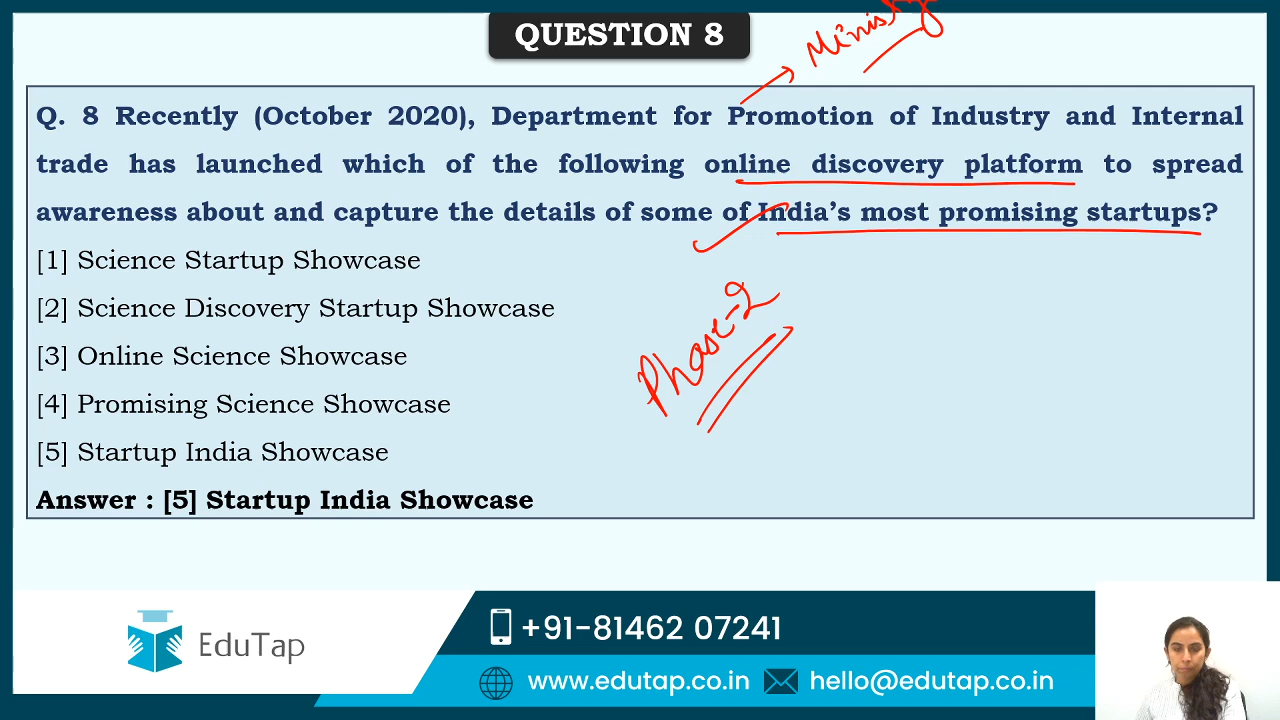 QUESTION 8
Ministry
Q. 8 Recently (October 2020), Department for Promotion of Industry and Internal
trade has launched which of the following online discovery platform to spread
awareness about and capture the details of some of India's most promising startups?
[1] Science Startup Showcase
[2] Science Discovery Startup Showcase
[3] Online Science Showcase
[4] Promising Science Showcase
[5] Startup India Showcase
Answer : [5] Startup India Showcase
Phase-2
EduTap
+91-81462 07241
www.edutap.co.in
hello@edutap.co.in